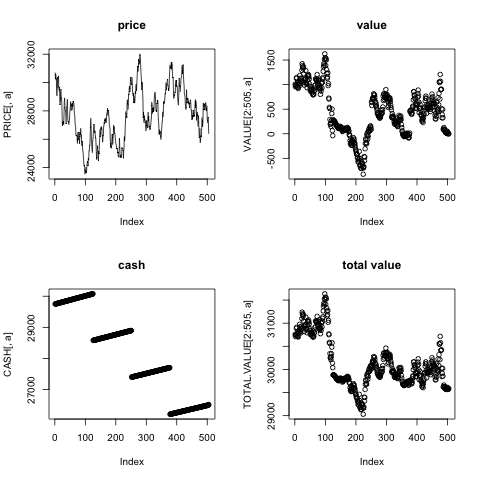 price
PRICE[, a]
32000
28000
24000
0 100 200 300 400 500
Index
value
VALUE[2:505, a]
1500
500
0
-500
0 100 200 300 400 500
Index
cash
CASH[, a]
29000
27000
0 100 200 300 400 500
Index
total value
TOTAL.VALUE[2:505, a]
31000
30000
29000
0 100 200 300 400 500
Index